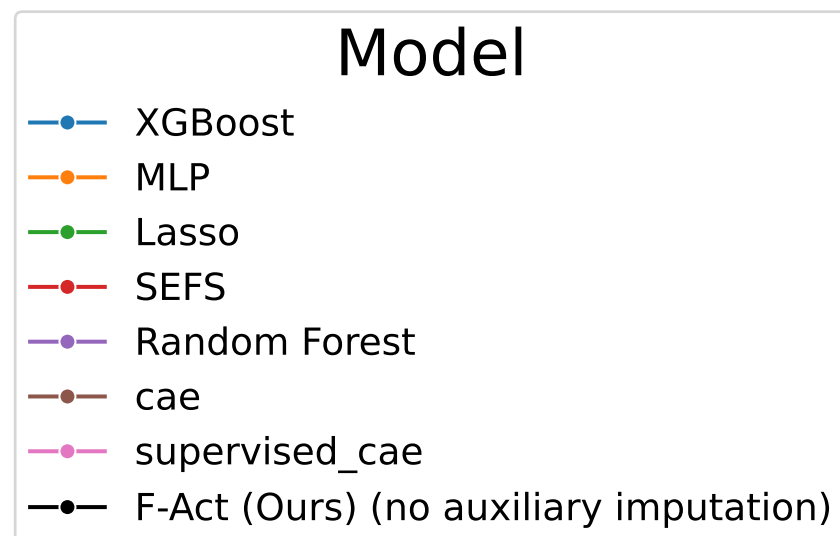 Model
XGBoost
MLP
Lasso
SEFS
Random Forest
cae
supervised_cae
F-Act (Ours) (no auxiliary imputation)